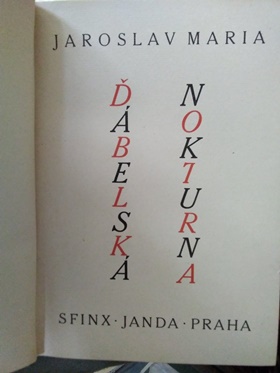 JAROSLAV MARIA
ĎÁBELSKÁ
NOKTURNA
SFINX · JANDA · PRAHA